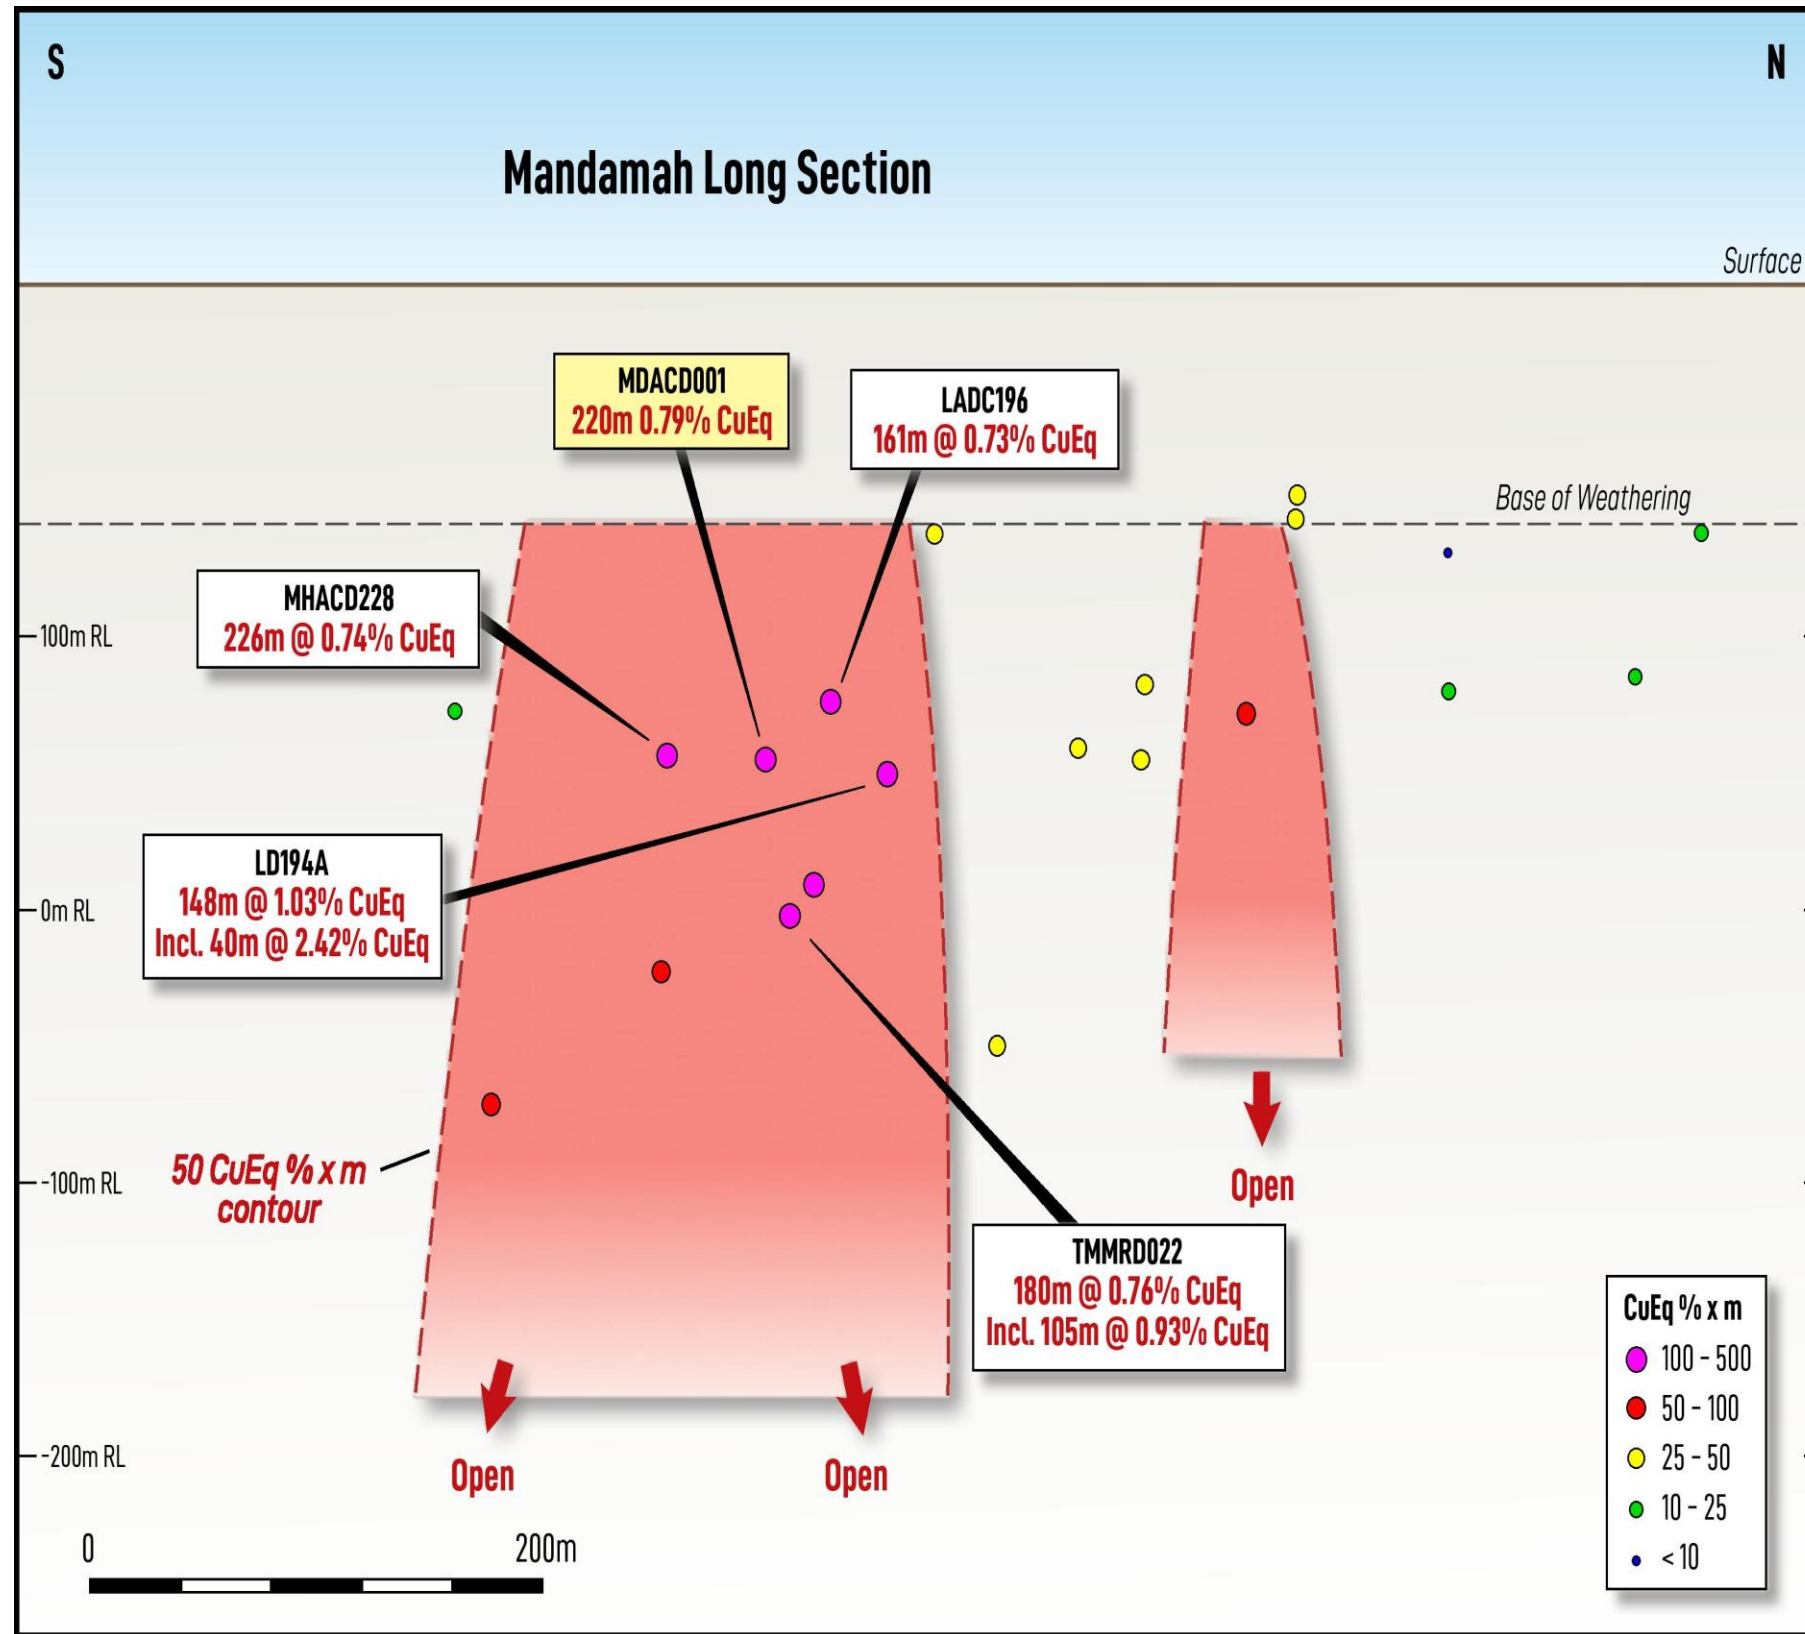 S
N
Mandamah Long Section
Surface
MDACD001
220m 0.79% CuEq
LADC196
161m @ 0.73% CuEq
Base of Weathering
MHACD228
226m @ 0.74% CuEq
100m RL
LD194A
148m @ 1.03% CuEq
Incl. 40m @ 2.42% CuEq
0m RL
50 CuEq % x m
contour
-100m RL
Open
TMMRD022
180m @ 0.76% CuEq
Incl. 105m @ 0.93% CuEq
-200m RL
Open
Open
0
200m
CuEq % x m
100 - 500
50 - 100
25 - 50
10 - 25
< 10